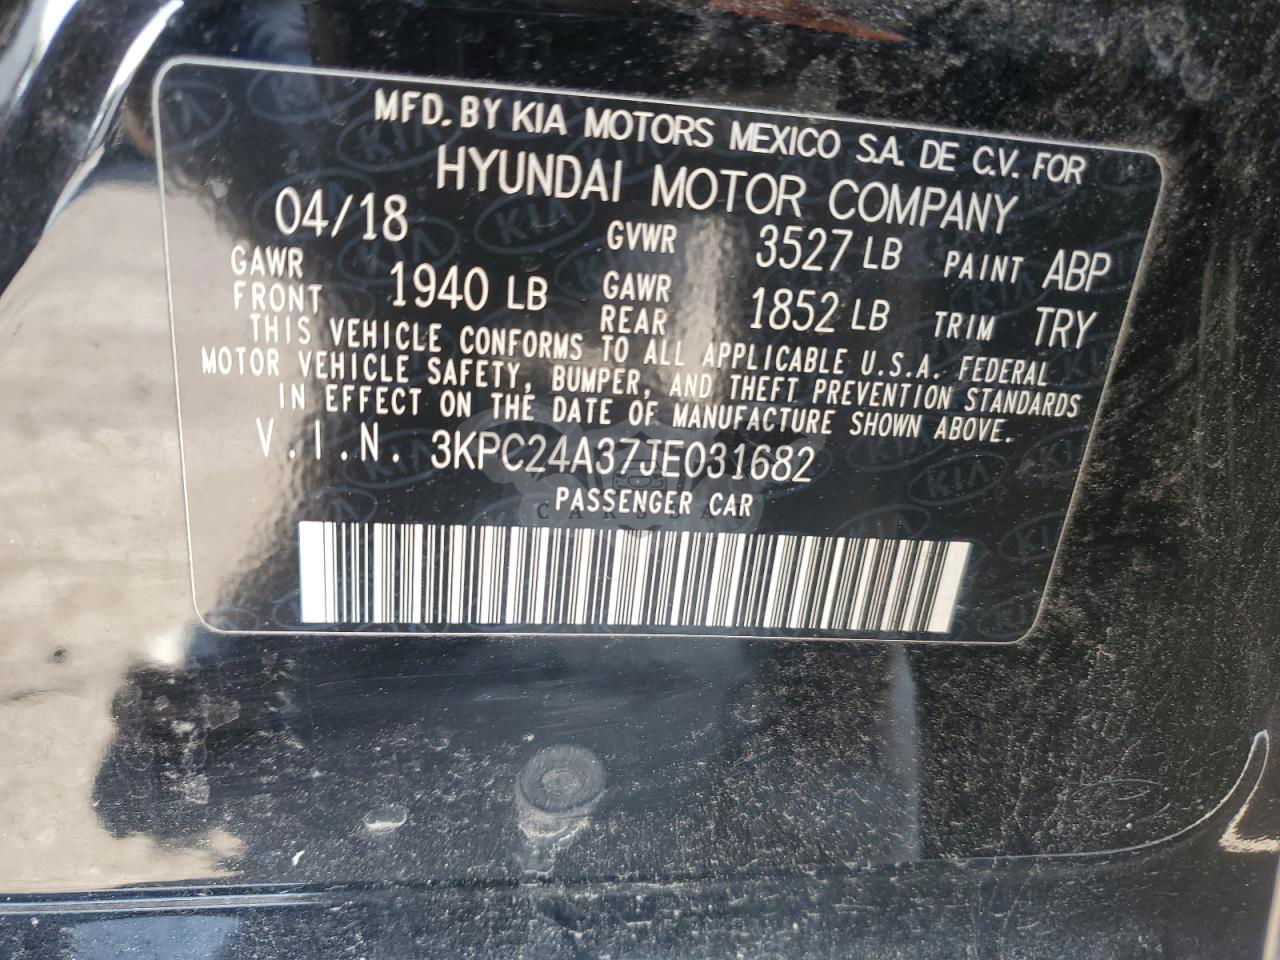 MFD. BY KIA MOTORS MEXICO S.A. DE C.V. FOR
HYUNDAI MOTOR COMPANY
04/18 GVWR 3527 LB PAINT ABP
GAWR FRONT 1940 LB GAWR REAR 1852 LB TRIM TRY
THIS VEHICLE CONFORMS TO ALL APPLICABLE U.S.A. FEDERAL
MOTOR VEHICLE SAFETY, BUMPER, AND THEFT PREVENTION STANDARDS
IN EFFECT ON THE DATE OF MANUFACTURE SHOWN ABOVE.
V.I.N. 3KPC24A37JE031682
PASSENGER CAR